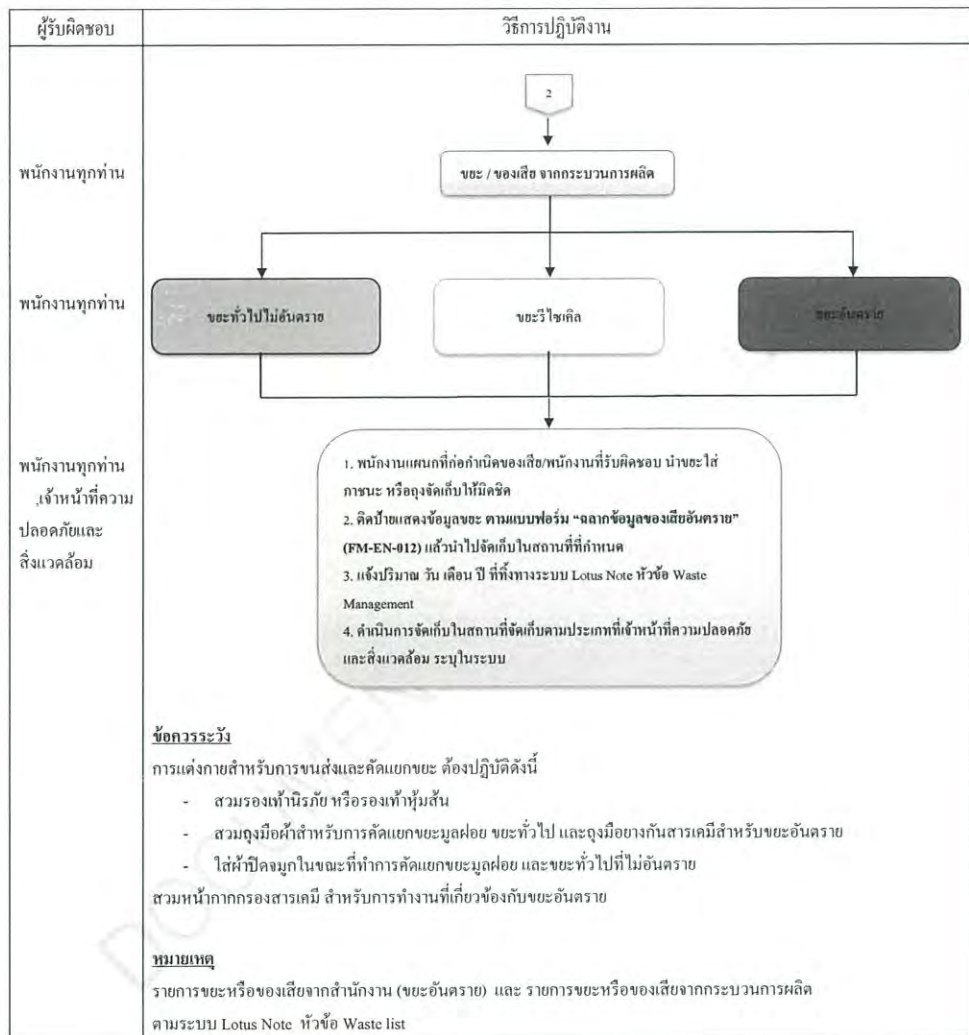 ผู้รับผิดชอบ
วิธีการปฏิบัติงาน
2
พนักงานทุกท่าน
ขยะ / ของเสีย จากกระบวนการผลิต
พนักงานทุกท่าน
ขยะทั่วไปไม่อันตราย
ขยะรีไซเคิล
ขยะอันตราย
พนักงานทุกท่าน
,เจ้าหน้าที่ความ
ปลอดภัยและ
สิ่งแวดล้อม
1. พนักงานแผนกที่ก่อกำเนิดของเสีย/พนักงานที่รับผิดชอบ นำขยะใส่
ภาชนะ หรือถุงจัดเก็บให้มิดชิด
2. ติดป้ายแสดงข้อมูลขยะ ตามแบบฟอร์ม “ฉลากข้อมูลของเสียอันตราย”
(FM-EN-012) แล้วนำไปจัดเก็บในสถานที่ที่กำหนด
3. แจ้งปริมาณ วัน เดือน ปี ที่ทิ้งทางระบบ Lotus Note หัวข้อ Waste
Management
4. ดำเนินการจัดเก็บในสถานที่จัดเก็บตามประเภทที่เจ้าหน้าที่ความปลอดภัย
และสิ่งแวดล้อม ระบุในระบบ
ข้อควรระวัง
การแต่งกายสำหรับการขนส่งและคัดแยกขยะ ต้องปฏิบัติดังนี้
- สวมรองเท้านิรภัย หรือรองเท้าหุ้มส้น
- สวมถุงมือผ้าสำหรับการคัดแยกขยะมูลฝอย ขยะทั่วไป และถุงมือยางกันสารเคมีสำหรับขยะอันตราย
- ใส่ผ้าปิดจมูกในขณะที่ทำการคัดแยกขยะมูลฝอย และขยะทั่วไปที่ไม่อันตราย
สวมหน้ากากกรองสารเคมี สำหรับการทำงานที่เกี่ยวข้องกับขยะอันตราย
หมายเหตุ
รายการขยะหรือของเสียจากสำนักงาน (ขยะอันตราย) และ รายการขยะหรือของเสียจากกระบวนการผลิต
ตามระบบ Lotus Note หัวข้อ Waste list